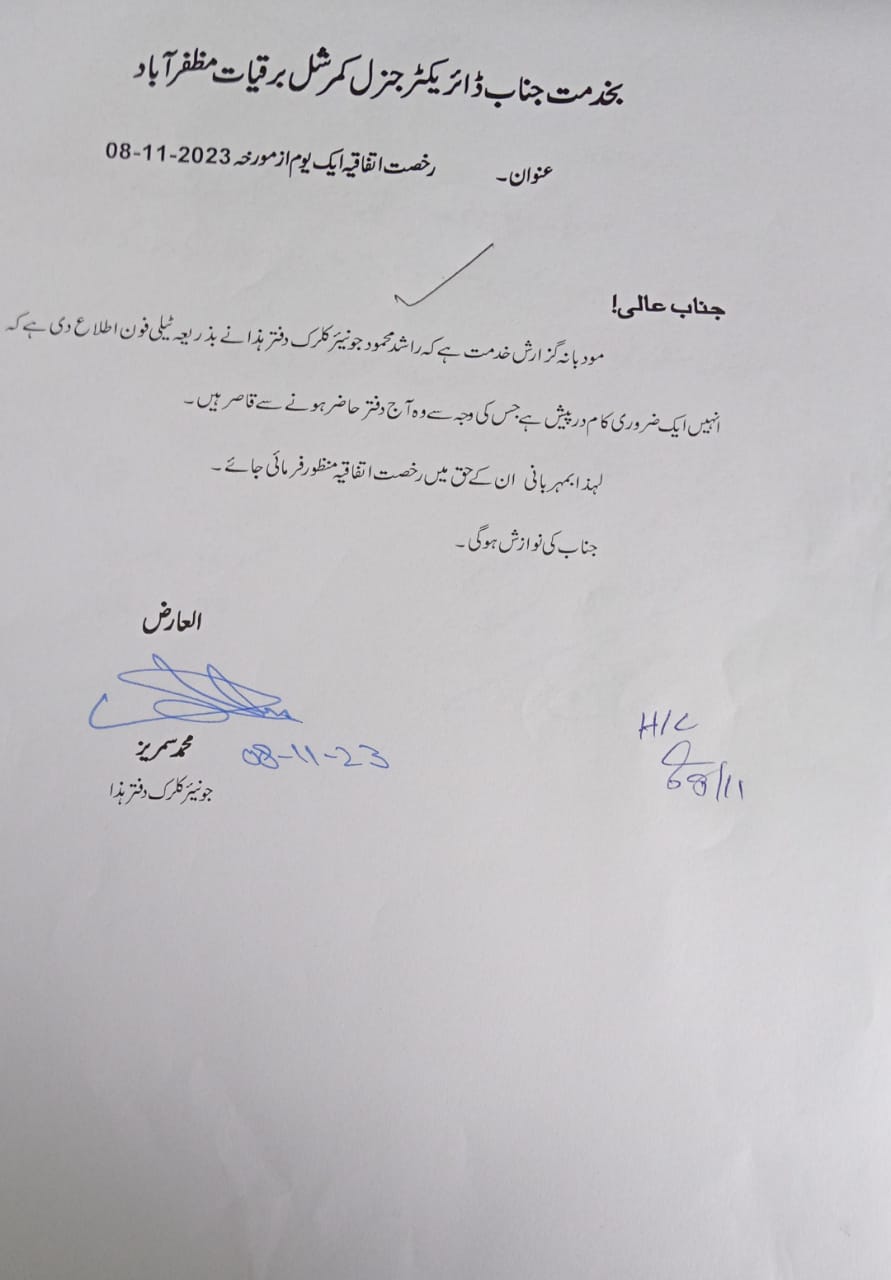 بخدمت جناب ڈائریکٹر جنرل کمرشل برقیات مظفرآباد
عنوان۔ رخصت اتفاقیہ ایک یوم از مورخہ 08-11-2023
جناب عالی!
مودبانہ گزارش خدمت ہے کہ راشد محمود جونیئر کلرک دفتر ہذا نے بذریعہ ٹیلی فون اطلاع دی ہے کہ
انہیں ایک ضروری کام درپیش ہے جس کی وجہ سے وہ آج دفتر حاضر ہونے سے قاصر ہیں۔
لہذا بمہربانی ان کے حق میں رخصت اتفاقیہ منظور فرمائی جائے۔
جناب کی نوازش ہوگی۔
العارض
محمد سمریز
08-11-23
جونیئر کلرک دفتر ہذا
H/C
08/11